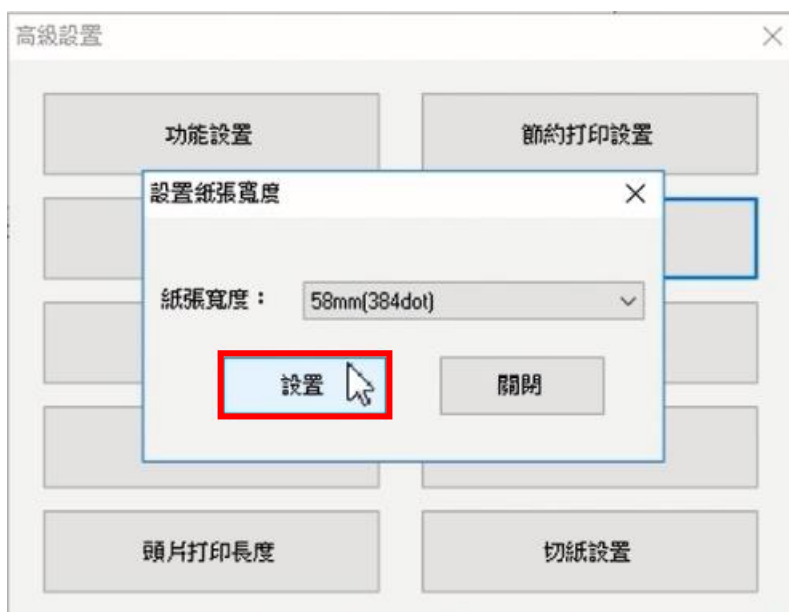 高級設置
功能設置
節約打印設置
設置紙張寬度
紙張寬度：
58mm(384dot)
設置
關閉
頭片打印長度
切紙設置